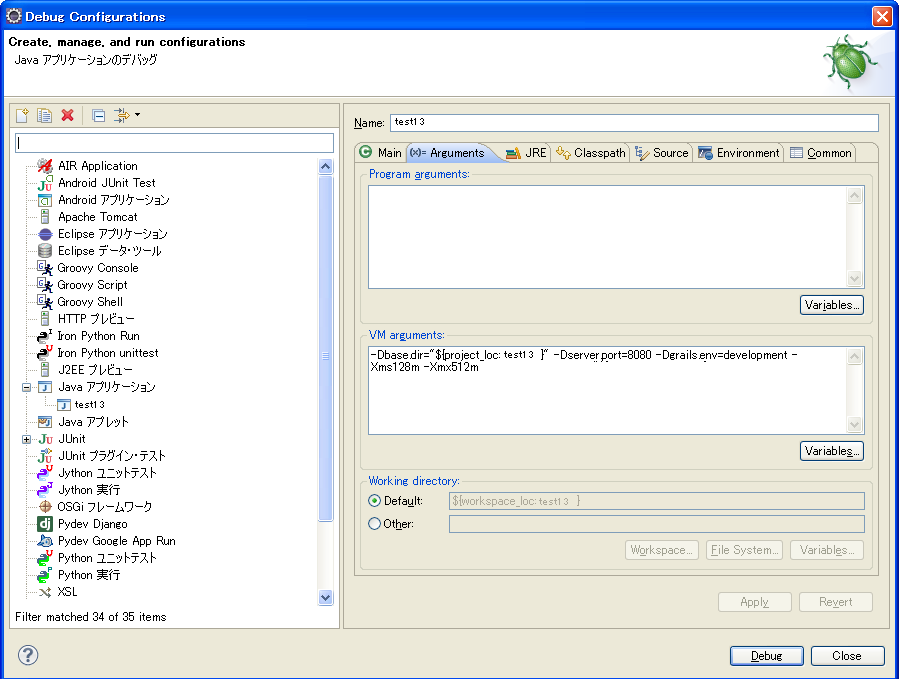 Debug Configurations
Create, manage, and run configurations
Java アプリケーションのデバッグ
Name: test13
Main (x)= Arguments JRE Classpath Source Environment Common
AIR Application
Android JUnit Test
Android アプリケーション
Apache Tomcat
Eclipse アプリケーション
Eclipse データ・ツール
Groovy Console
Groovy Script
Groovy Shell
HTTP プレビュー
Iron Python Run
Iron Python unittest
J2EE プレビュー
Java アプリケーション
test13
Java アプレット
JUnit
JUnit プラグイン・テスト
Jython ユニットテスト
Jython 実行
OSGi フレームワーク
Pydev Django
Pydev Google App Run
Python ユニットテスト
Python 実行
XSL
Filter matched 34 of 35 items
Program arguments:
Variables...
VM arguments:
-Dbase.dir="${project_loc: test13 }" -Dserver.port=8080 -Dgrails.env=development -
Xms128m -Xmx512m
Variables...
Working directory:
Default: ${workspace_loc: test13 }
Other:
Workspace... File System... Variables...
Apply Revert
Debug Close